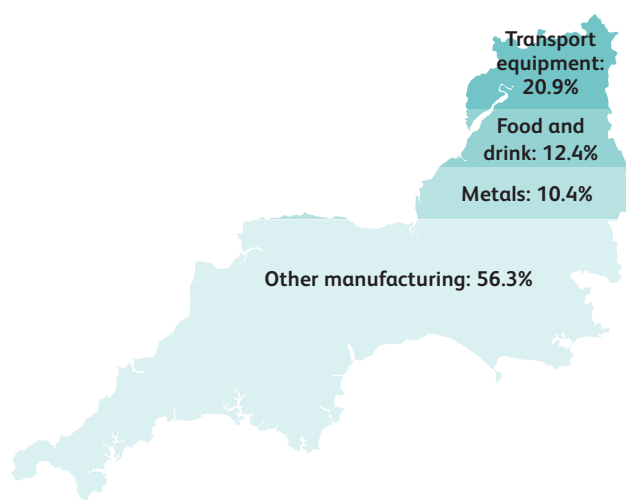 Transport
equipment:
20.9%
Food and
drink: 12.4%
Metals: 10.4%
Other manufacturing: 56.3%